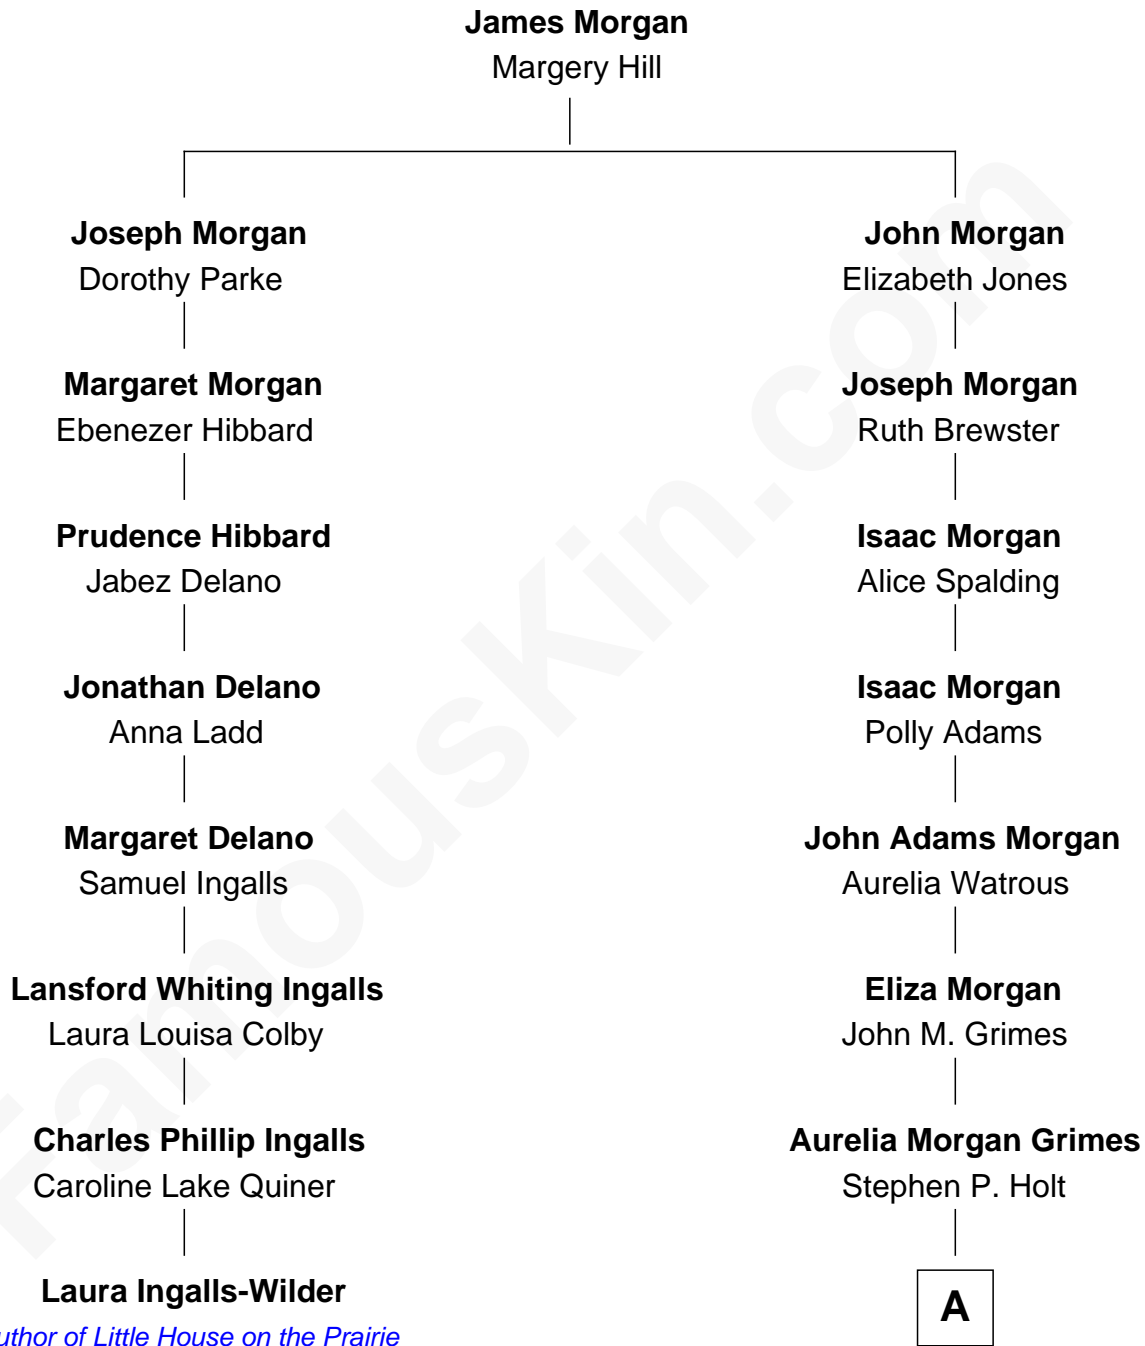 James Morgan
Margery Hill
Joseph Morgan
Dorothy Parke
John Morgan
Elizabeth Jones
Margaret Morgan
Ebenezer Hibbard
Joseph Morgan
Ruth Brewster
Prudence Hibbard
Jabez Delano
Isaac Morgan
Alice Spalding
Jonathan Delano
Anna Ladd
Isaac Morgan
Polly Adams
Margaret Delano
Samuel Ingalls
John Adams Morgan
Aurelia Watrous
Lansford Whiting Ingalls
Laura Louisa Colby
Eliza Morgan
John M. Grimes
Charles Phillip Ingalls
Caroline Lake Quiner
Aurelia Morgan Grimes
Stephen P. Holt
Laura Ingalls-Wilder
uthor of Little House on the Prairie
A
FamousKin.com